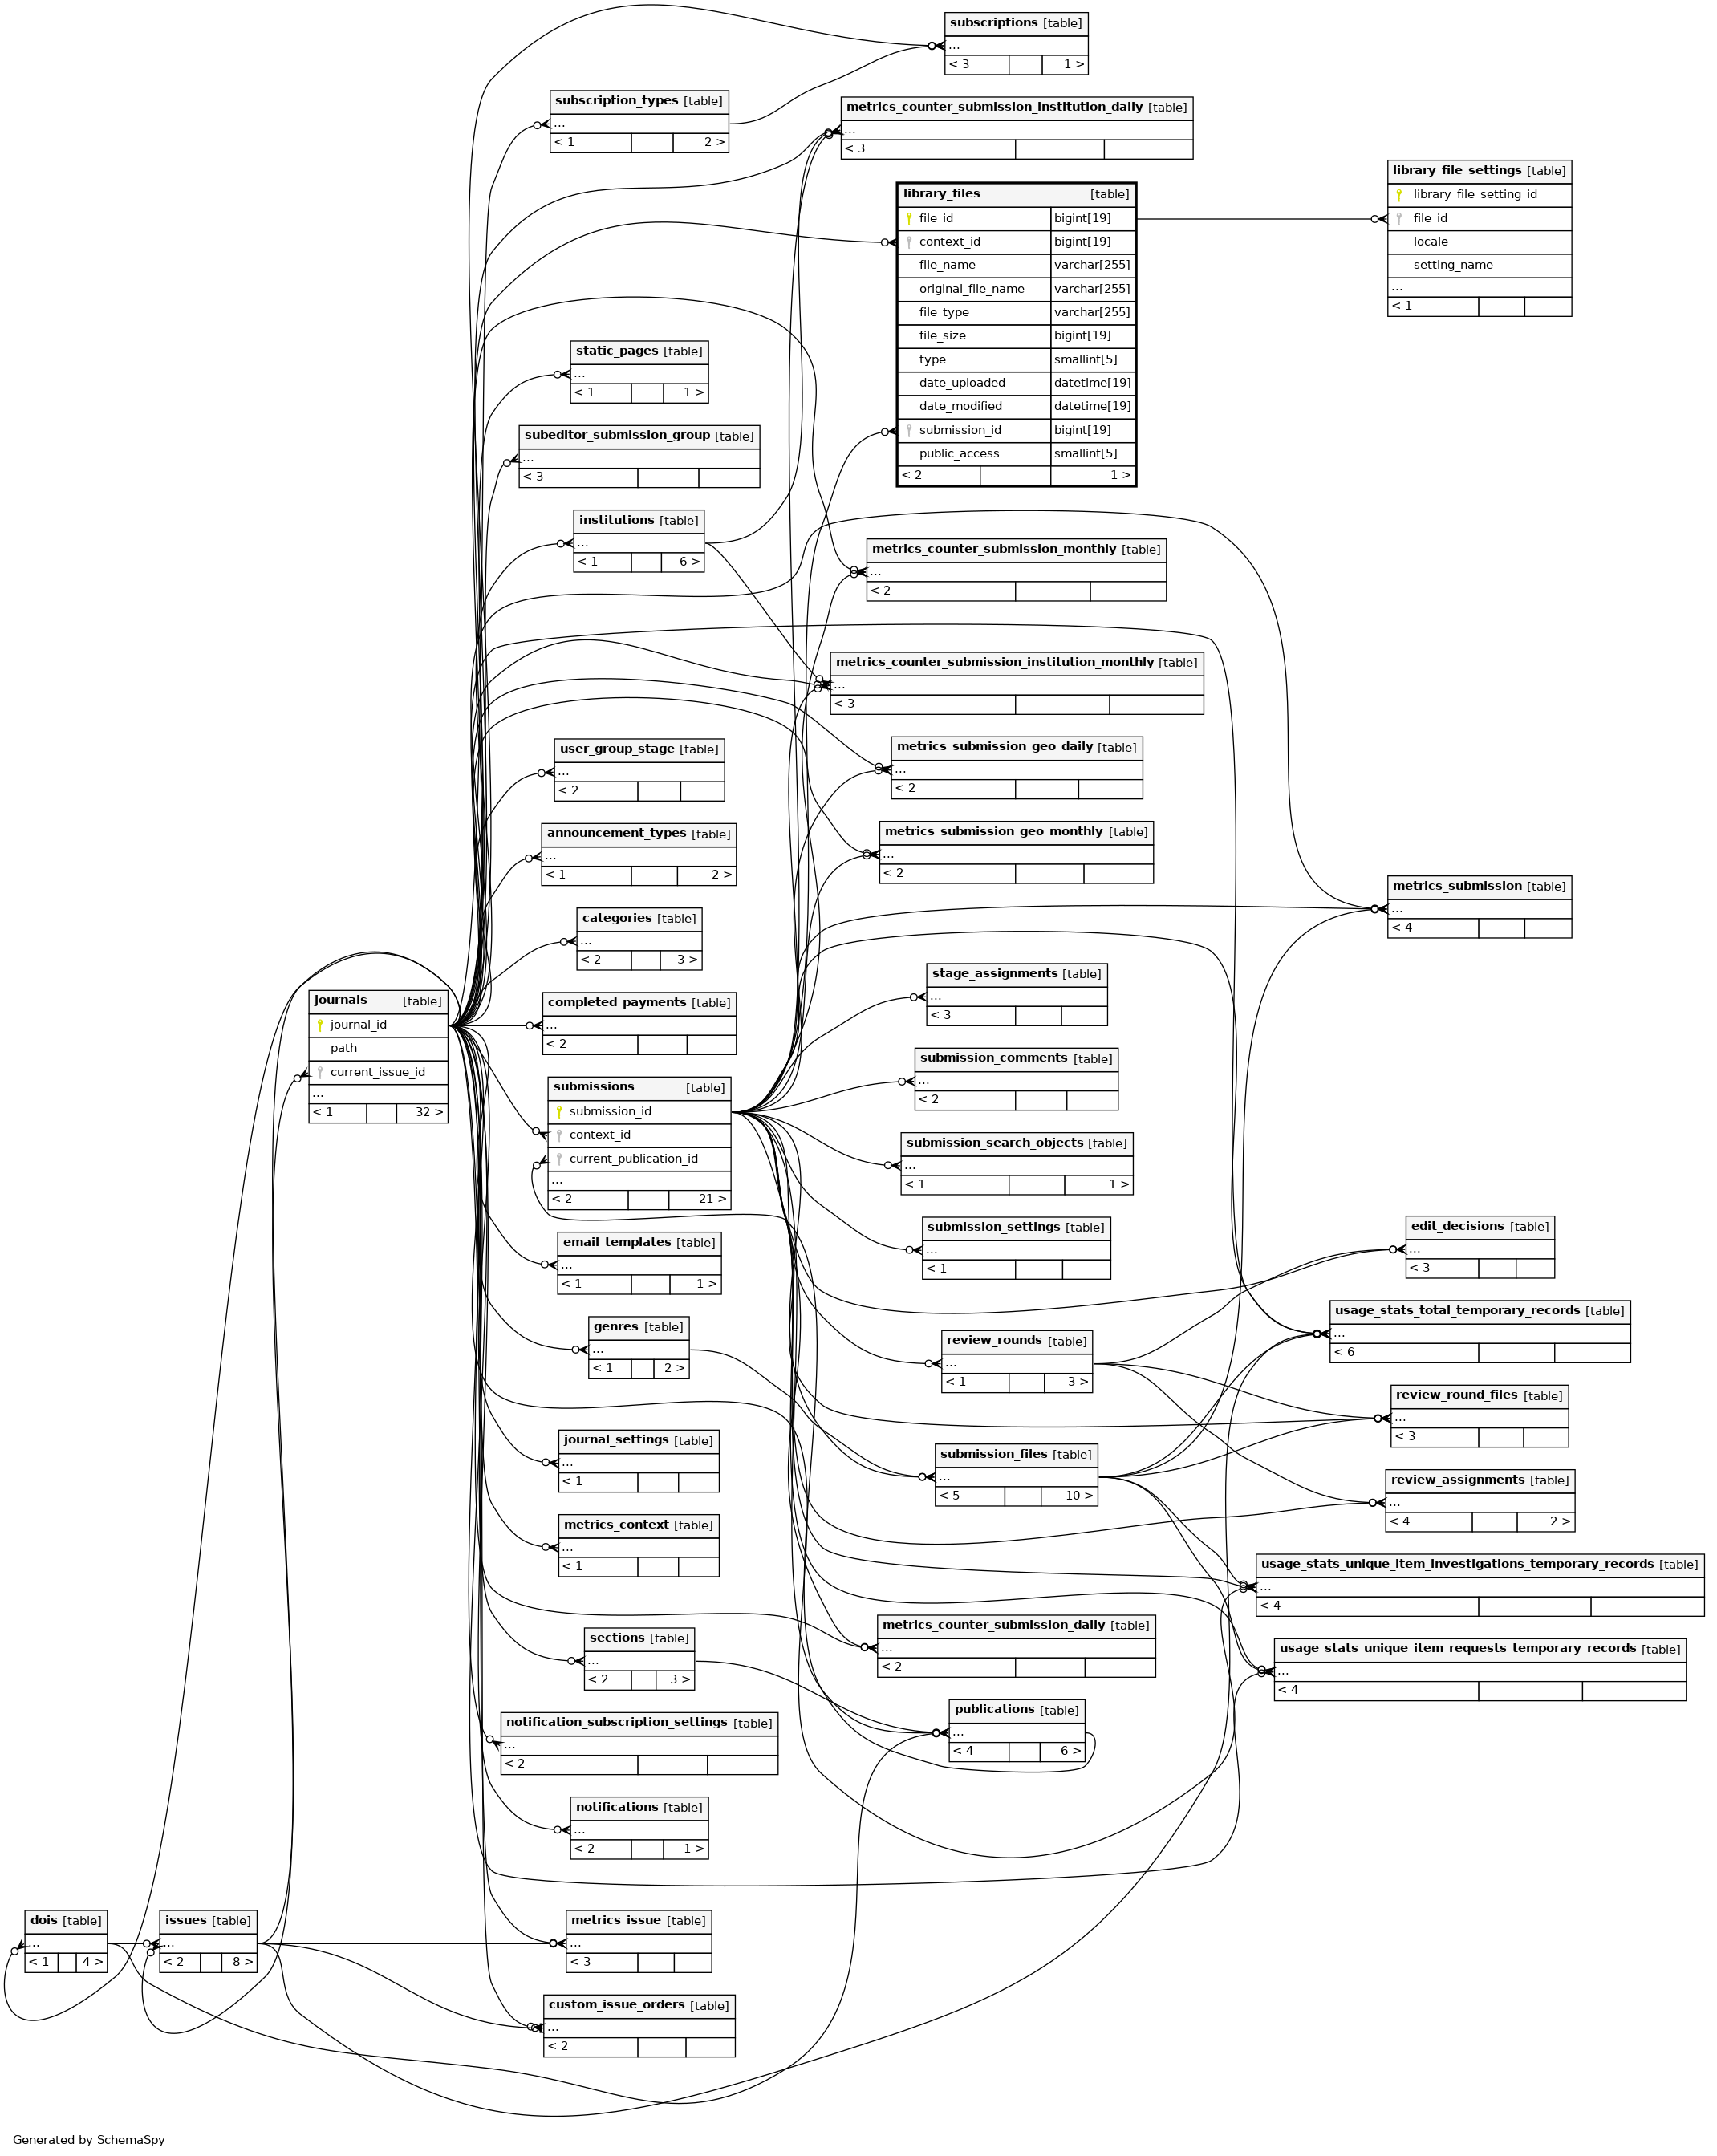 subscriptions [table]
...
< 3 1 >
subscription_types [table]
...
< 1 2 >
metrics_counter_submission_institution_daily [table]
...
< 3
library_files [table]
file_id bigint[19]
context_id bigint[19]
file_name varchar[255]
original_file_name varchar[255]
file_type varchar[255]
file_size bigint[19]
type smallint[5]
date_uploaded datetime[19]
date_modified datetime[19]
submission_id bigint[19]
public_access smallint[5]
< 2 1 >
library_file_settings [table]
library_file_setting_id
file_id
locale
setting_name
...
< 1
static_pages [table]
...
< 1 1 >
subeditor_submission_group [table]
...
< 3
institutions [table]
...
< 1 6 >
metrics_counter_submission_monthly [table]
...
< 2
metrics_counter_submission_institution_monthly [table]
...
< 3
user_group_stage [table]
...
< 2
metrics_submission_geo_daily [table]
...
< 2
announcement_types [table]
...
< 1 2 >
metrics_submission_geo_monthly [table]
...
< 2
metrics_submission [table]
...
< 4
categories [table]
...
< 2 3 >
journals [table]
journal_id
path
current_issue_id
...
< 1 32 >
completed_payments [table]
...
< 2
stage_assignments [table]
...
< 3
submissions [table]
submission_id
context_id
current_publication_id
...
< 2 21 >
submission_comments [table]
...
< 2
submission_search_objects [table]
...
< 1 1 >
submission_settings [table]
...
< 1
edit_decisions [table]
...
< 3
email_templates [table]
...
< 1 1 >
usage_stats_total_temporary_records [table]
...
< 6
genres [table]
...
< 1 2 >
review_rounds [table]
...
< 1 3 >
review_round_files [table]
...
< 3
journal_settings [table]
...
< 1
submission_files [table]
...
< 5 10 >
review_assignments [table]
...
< 4 2 >
metrics_context [table]
...
< 1
usage_stats_unique_item_investigations_temporary_records [table]
...
< 4
sections [table]
...
< 2 3 >
metrics_counter_submission_daily [table]
...
< 2
usage_stats_unique_item_requests_temporary_records [table]
...
< 4
notification_subscription_settings [table]
...
< 2
publications [table]
...
< 4 6 >
notifications [table]
...
< 2 1 >
dois [table]
...
< 1 4 >
issues [table]
...
< 2 8 >
metrics_issue [table]
...
< 3
custom_issue_orders [table]
...
< 2
Generated by SchemaSpy